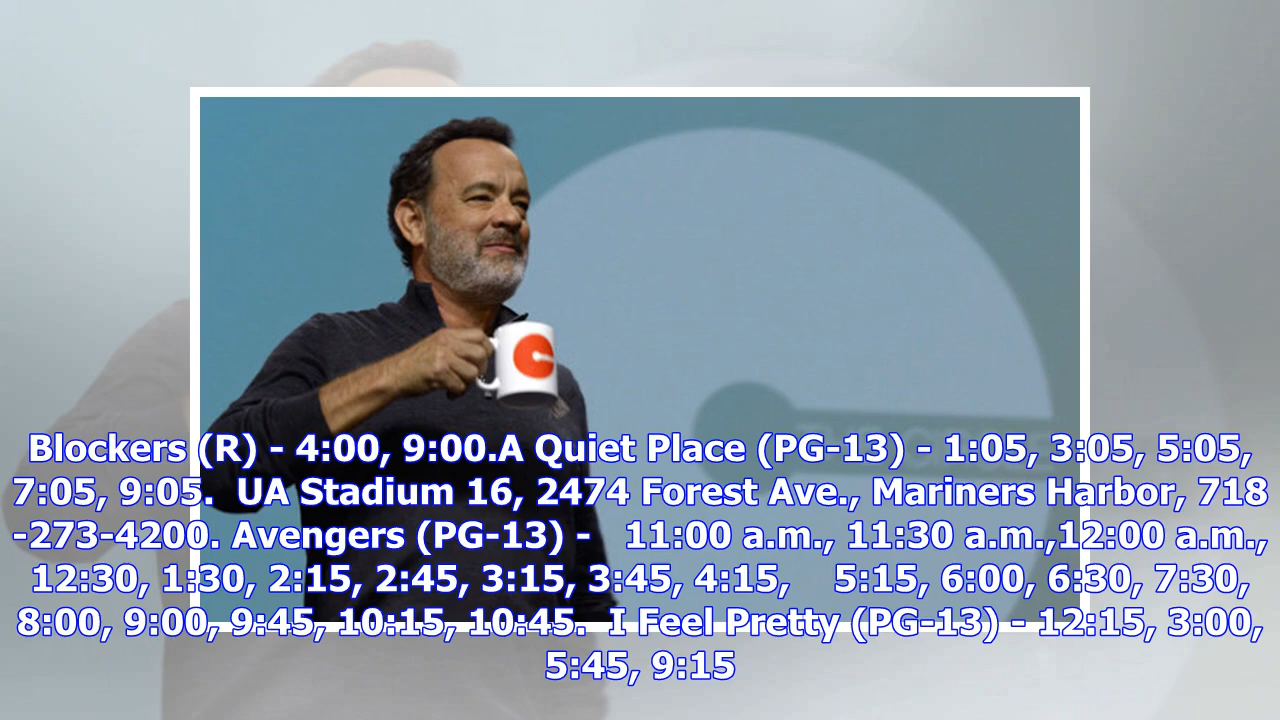 Blockers (R) - 4:00, 9:00.A Quiet Place (PG-13) - 1:05, 3:05, 5:05,
7:05, 9:05.  UA Stadium 16, 2474 Forest Ave., Mariners Harbor, 718
-273-4200. Avengers (PG-13) -   11:00 a.m., 11:30 a.m.,12:00 a.m.,
12:30, 1:30, 2:15, 2:45, 3:15, 3:45, 4:15,    5:15, 6:00, 6:30, 7:30,
8:00, 9:00, 9:45, 10:15, 10:45.  I Feel Pretty (PG-13) - 12:15, 3:00,
5:45, 9:15